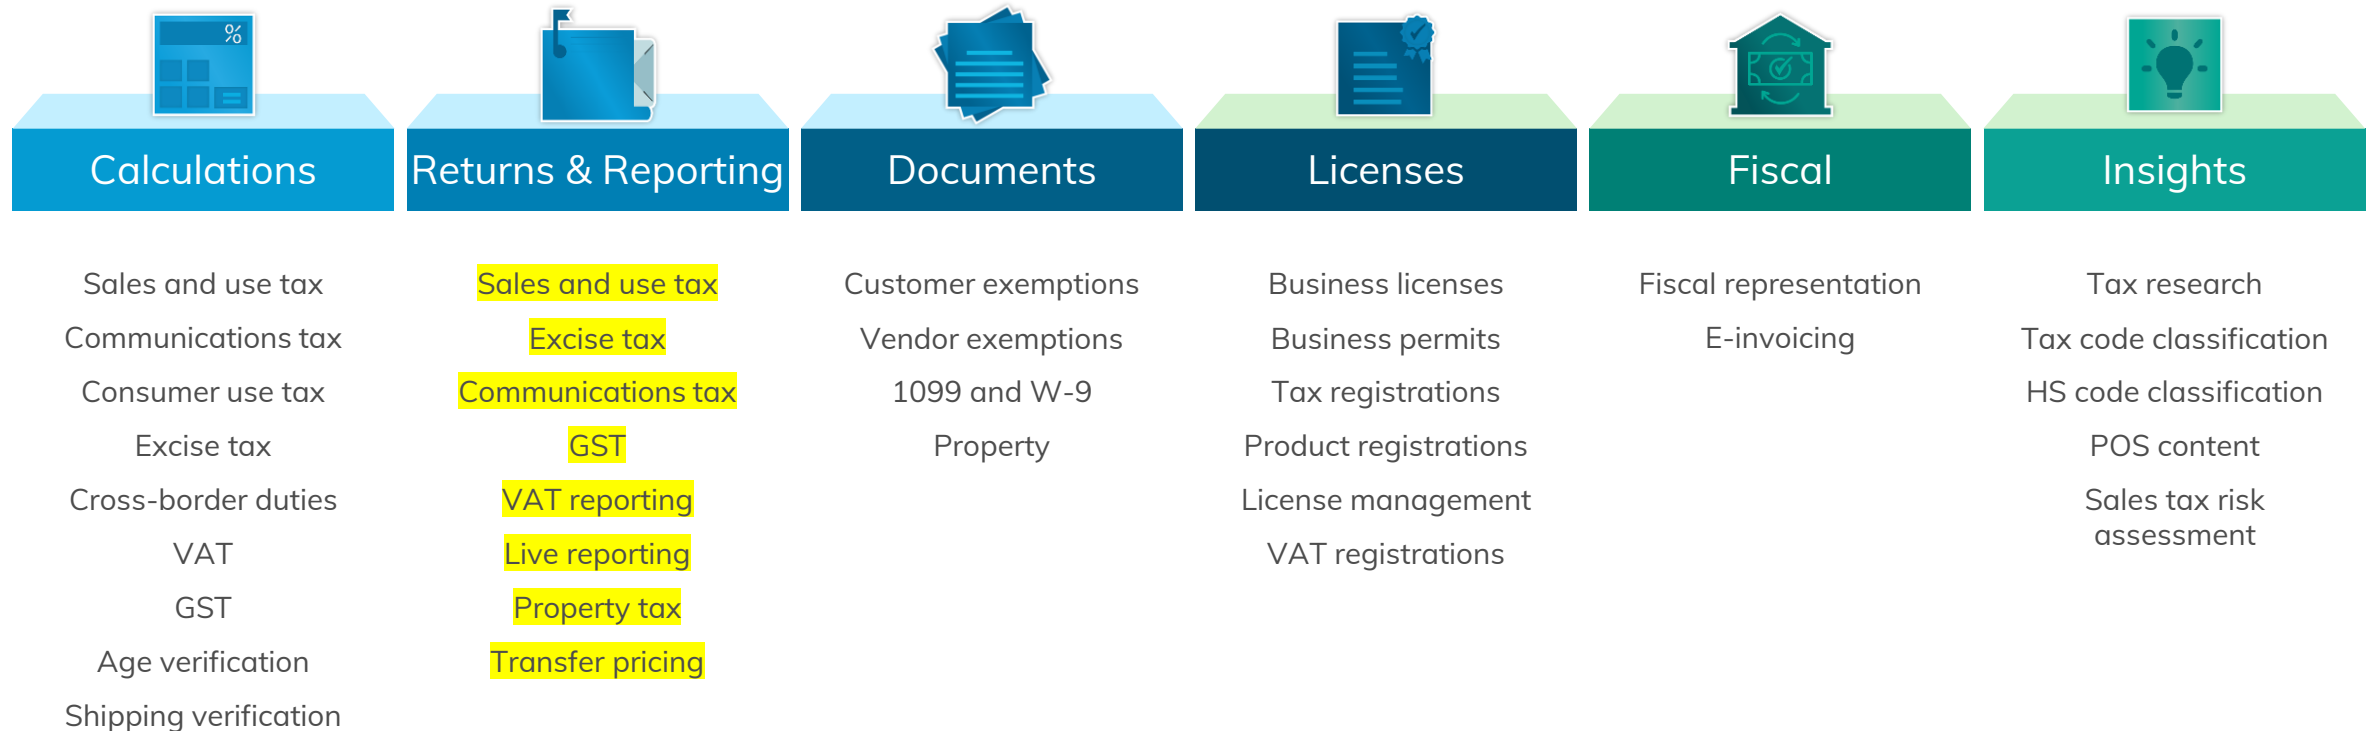 %
Calculations
Sales and use tax
Communications tax
Consumer use tax
Excise tax
Cross-border duties
VAT
GST
Age verification
Shipping verification
Returns & Reporting
Sales and use tax
Excise tax
Communications tax
GST
VAT reporting
Live reporting
Property tax
Transfer pricing
Documents
Customer exemptions
Vendor exemptions
1099 and W-9
Property
Licenses
Business licenses
Business permits
Tax registrations
Product registrations
License management
VAT registrations
Fiscal
Fiscal representation
E-invoicing
Insights
Tax research
Tax code classification
HS code classification
POS content
Sales tax risk
assessment